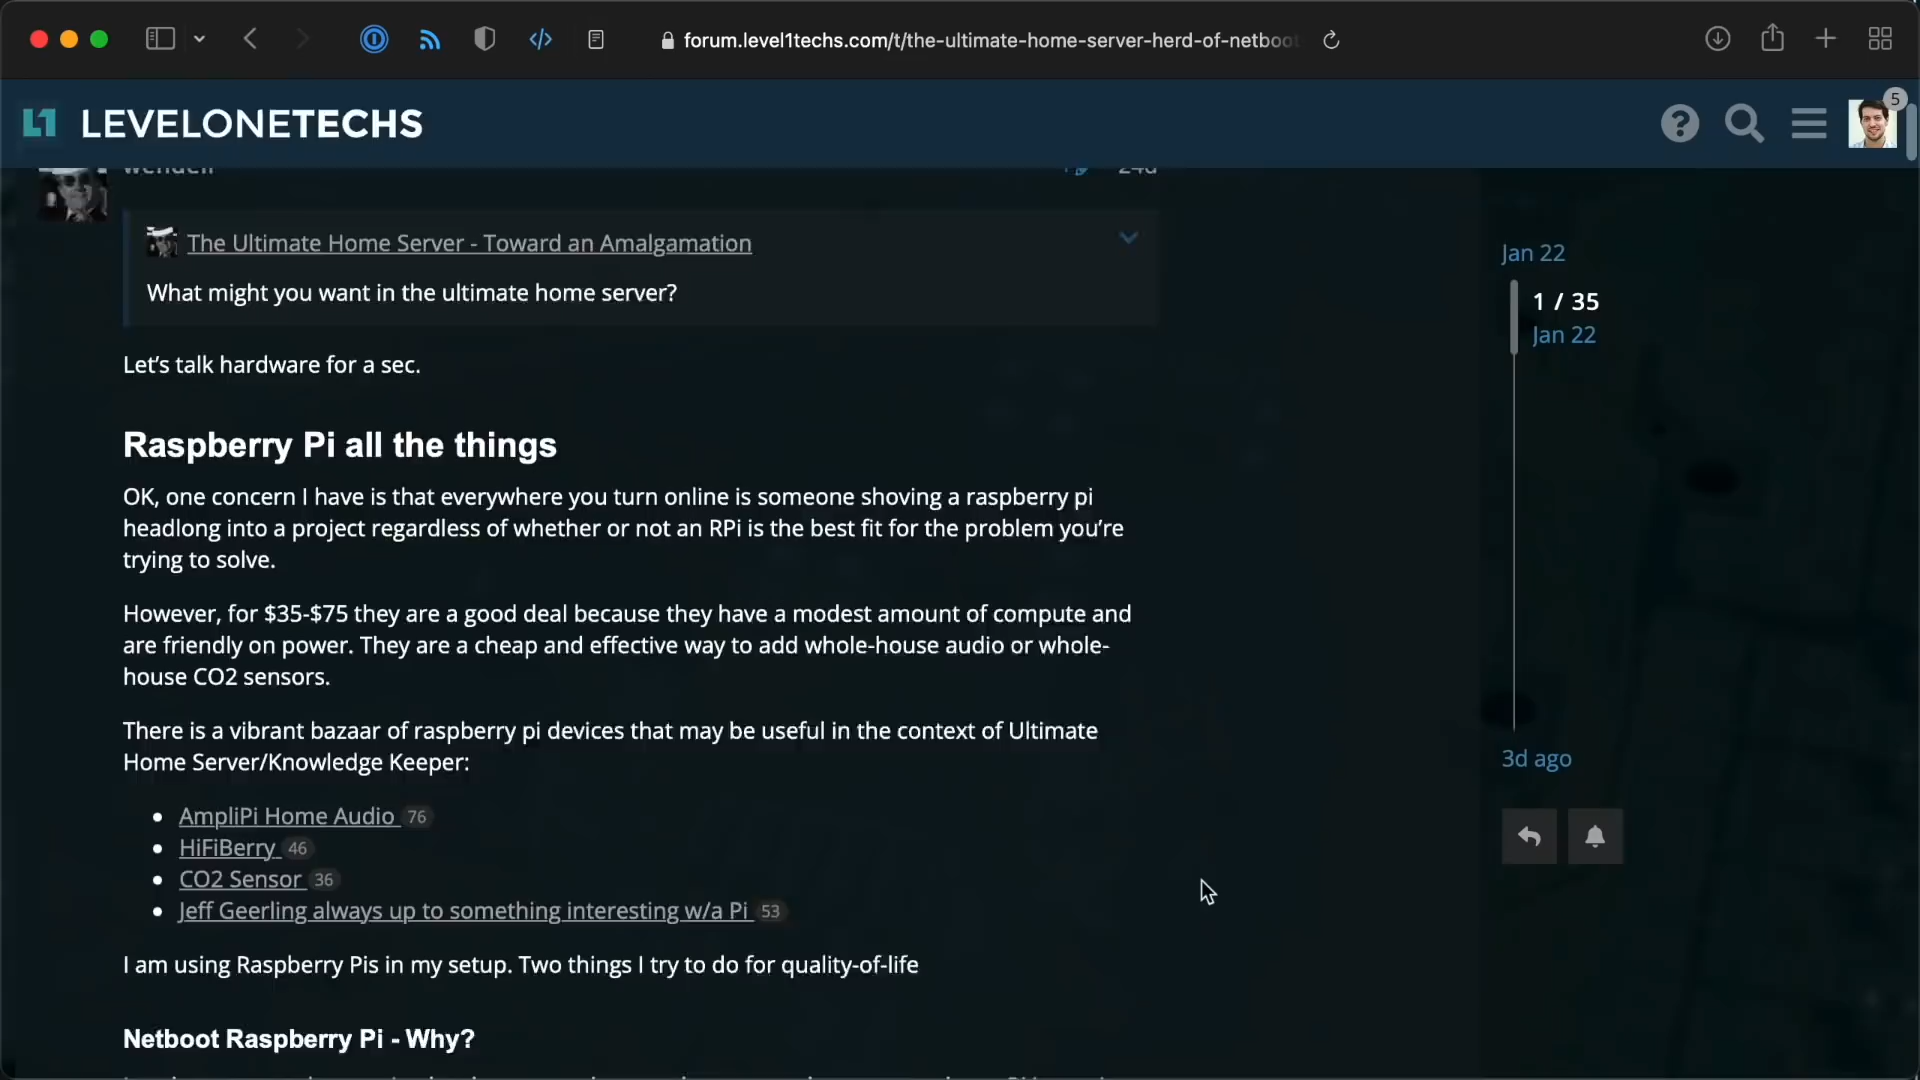 forum.level1techs.com/t/the-ultimate-home-server-herd-of-netboot
L1 LEVELONETECHS
5
wendell
24d
The Ultimate Home Server - Toward an Amalgamation
What might you want in the ultimate home server?
Jan 22
1 / 35
Jan 22
Let’s talk hardware for a sec.
Raspberry Pi all the things
OK, one concern I have is that everywhere you turn online is someone shoving a raspberry pi
headlong into a project regardless of whether or not an RPi is the best fit for the problem you’re
trying to solve.
However, for $35-$75 they are a good deal because they have a modest amount of compute and
are friendly on power. They are a cheap and effective way to add whole-house audio or whole-
house CO2 sensors.
There is a vibrant bazaar of raspberry pi devices that may be useful in the context of Ultimate
Home Server/Knowledge Keeper:
3d ago
• AmpliPi Home Audio 76
• HiFiBerry 46
• CO2 Sensor 36
• Jeff Geerling always up to something interesting w/a Pi 53
I am using Raspberry Pis in my setup. Two things I try to do for quality-of-life
Netboot Raspberry Pi - Why?